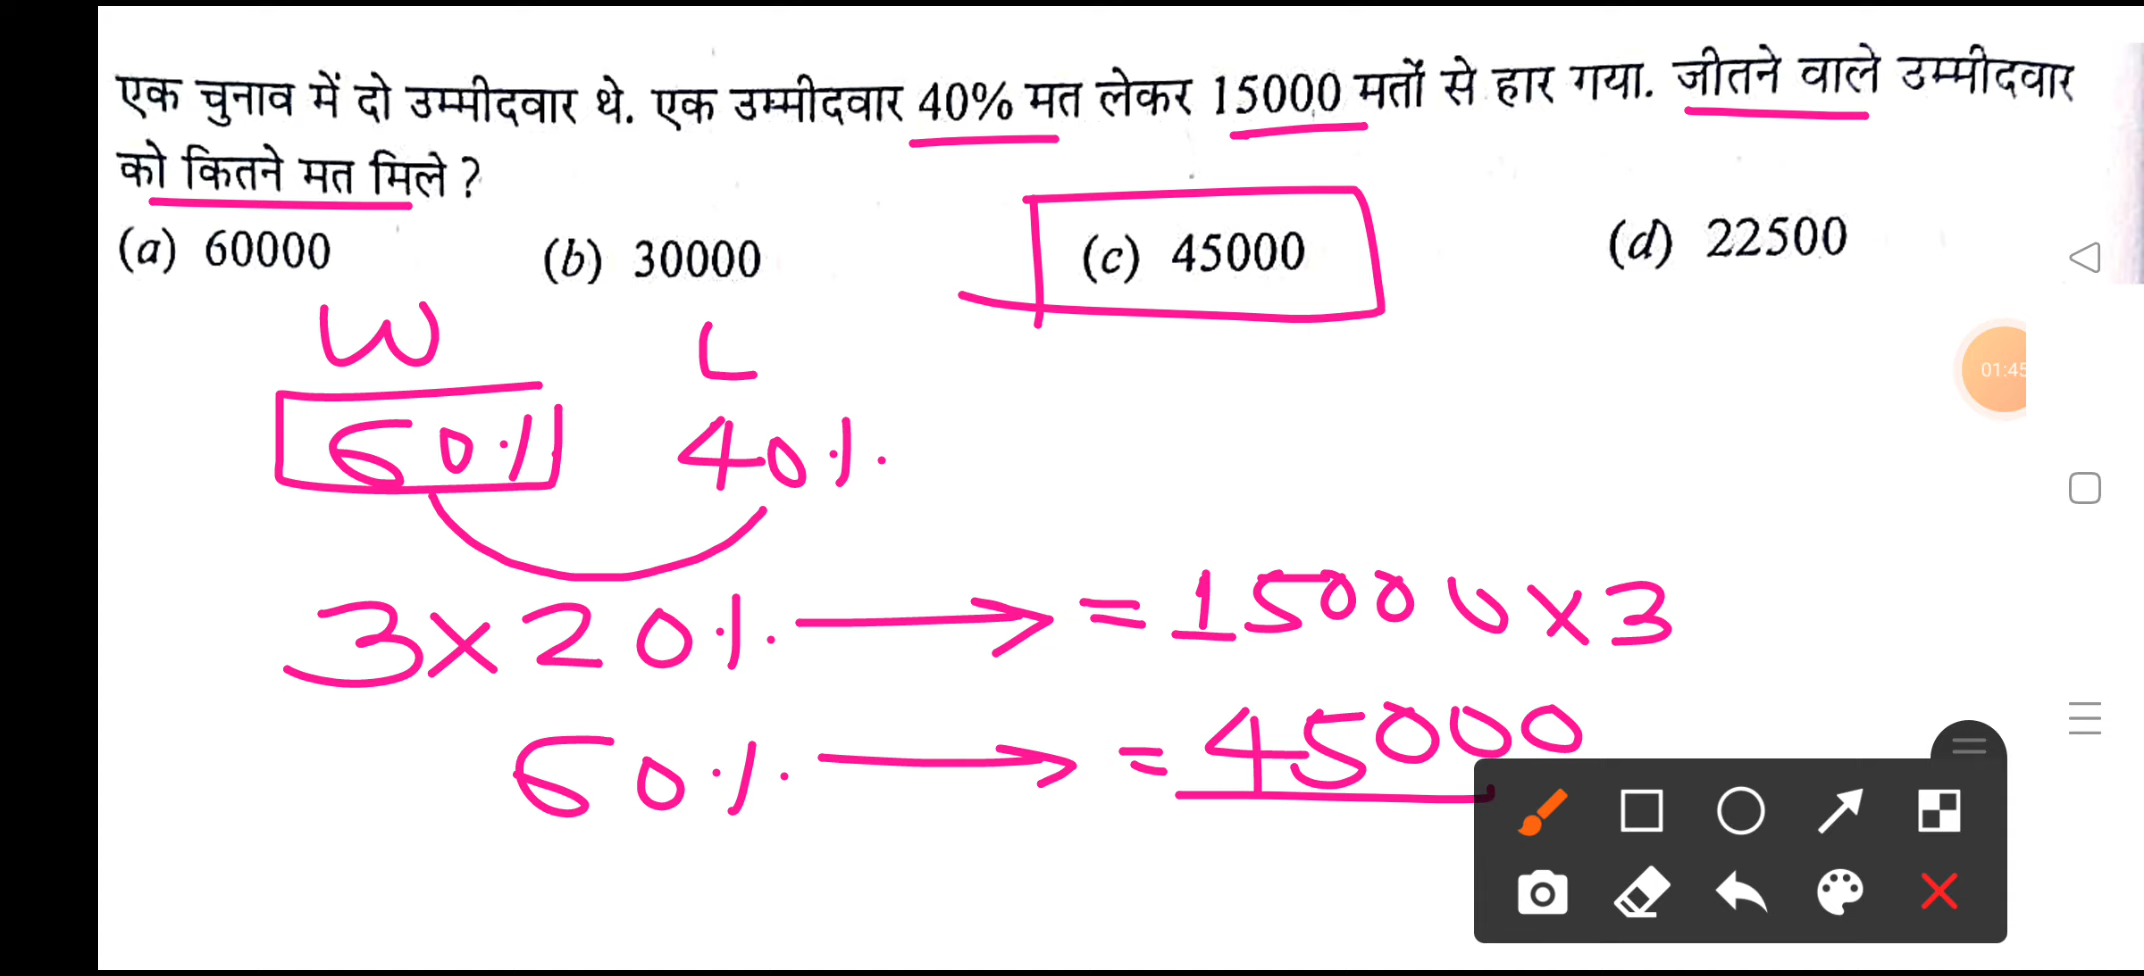 एक चुनाव में दो उम्मीदवार थे. एक उम्मीदवार 40% मत लेकर 15000 मतों से हार गया. जीतने वाले उम्मीदवार
को कितने मत मिले ?
(a) 60000 (b) 30000 (c) 45000 (d) 22500
W L
60% 40%.
01:45
3×20%. → = 15000×3
60%. → = 45000